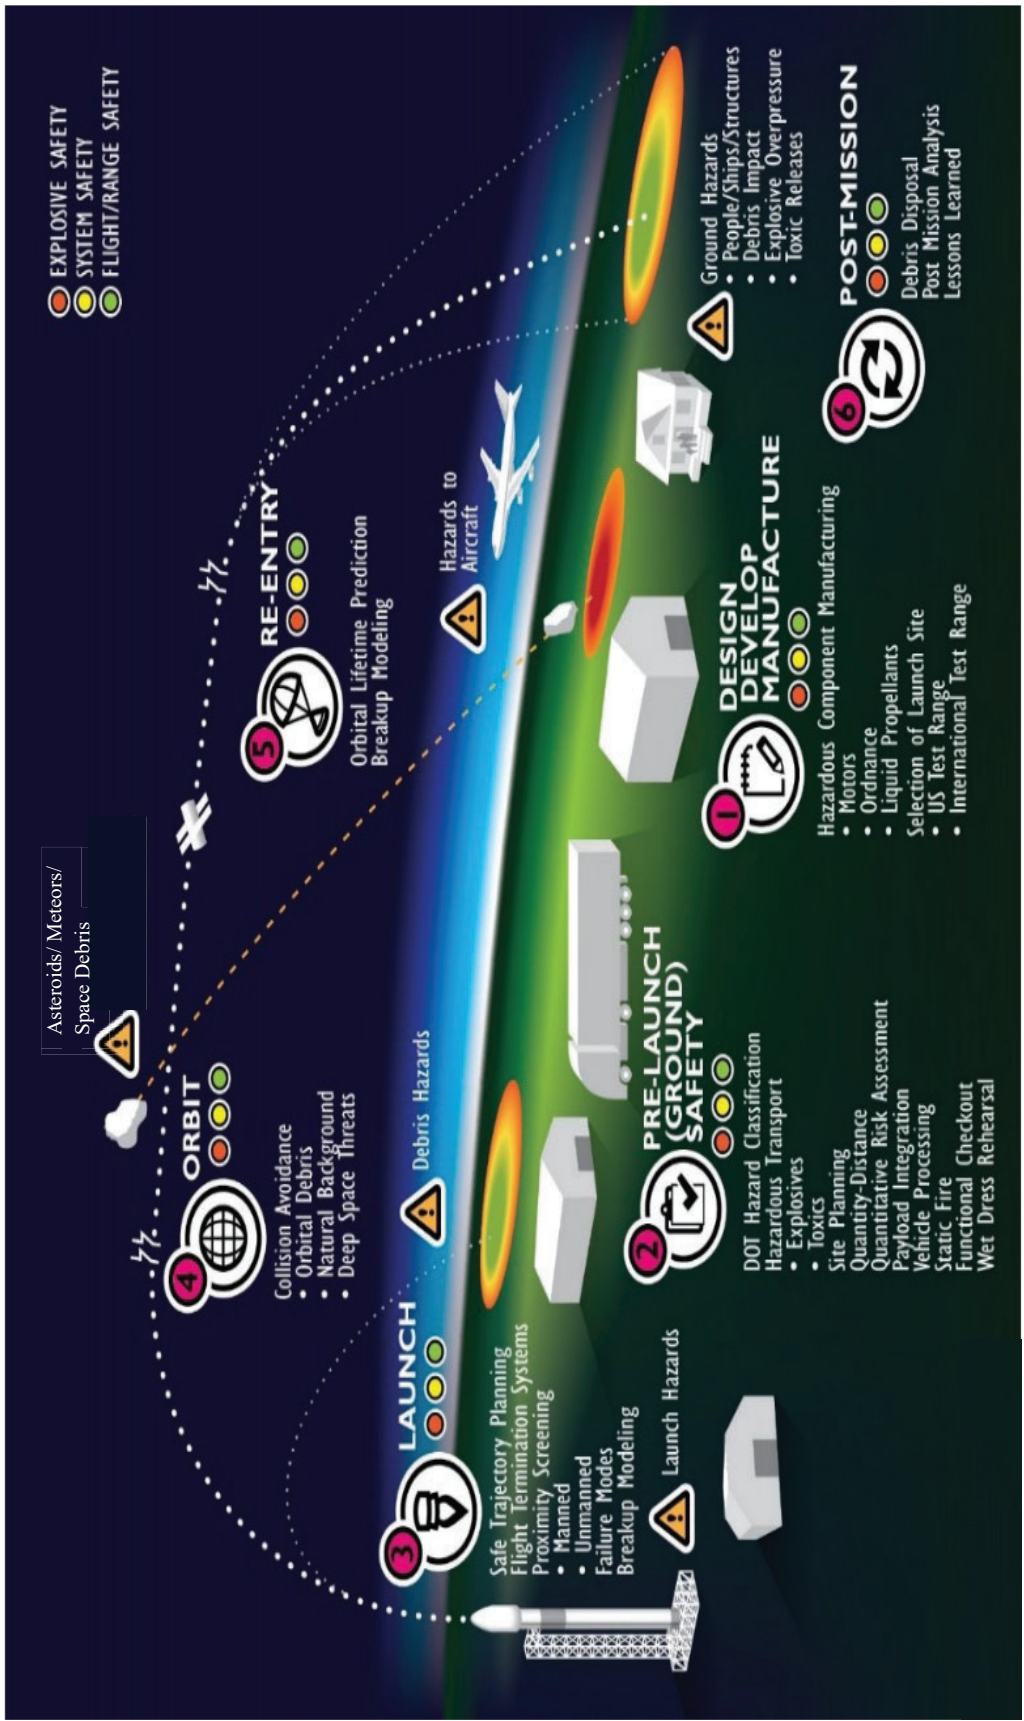 EXPLOSIVE SAFETY
SYSTEM SAFETY
FLIGHT/RANGE SAFETY
Asteroids/ Meteors/
Space Debris
1
DESIGN
DEVELOP
MANUFACTURE
Hazardous Component Manufacturing
• Motors
• Ordnance
• Liquid Propellants
Selection of Launch Site
• US Test Range
• International Test Range
2
PRE-LAUNCH
(GROUND)
SAFETY
DOT Hazard Classification
Hazardous Transport
• Explosives
• Toxics
Site Planning
Quantity-Distance
Quantitative Risk Assessment
Payload Integration
Vehicle Processing
Static Fire
Functional Checkout
Wet Dress Rehearsal
3
LAUNCH
Safe Trajectory Planning
Flight Termination Systems
Proximity Screening
• Manned
• Unmanned
Failure Modes
Breakup Modeling
Launch Hazards
Debris Hazards
4
ORBIT
Collision Avoidance
• Orbital Debris
• Natural Background
• Deep Space Threats
5
RE-ENTRY
Orbital Lifetime Prediction
Breakup Modeling
Hazards to
Aircraft
Ground Hazards
• People/Ships/Structures
• Debris Impact
• Explosive Overpressure
• Toxic Releases
6
POST-MISSION
Debris Disposal
Post Mission Analysis
Lessons Learned